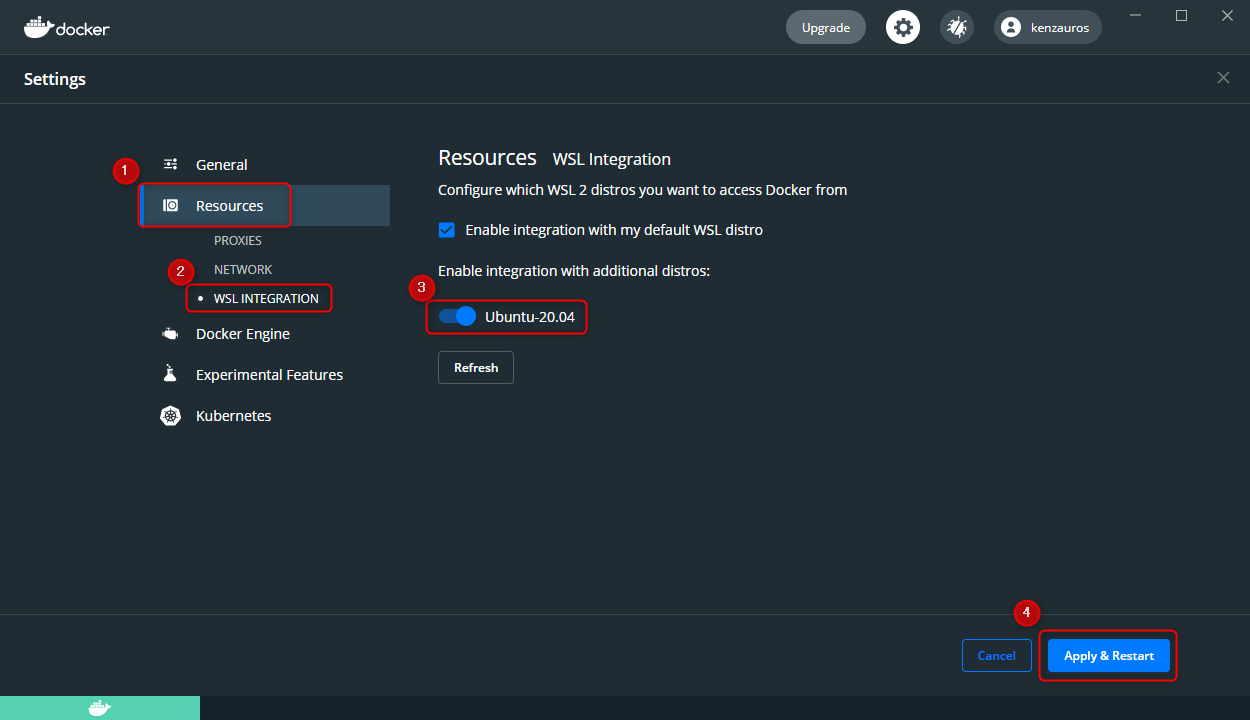 docker
Upgrade
kenzauros
Settings
General
1
Resources
PROXIES
2
NETWORK
WSL INTEGRATION
Docker Engine
Experimental Features
Kubernetes
Resources WSL Integration
Configure which WSL 2 distros you want to access Docker from
Enable integration with my default WSL distro
Enable integration with additional distros:
3
Ubuntu-20.04
Refresh
4
Cancel
Apply & Restart